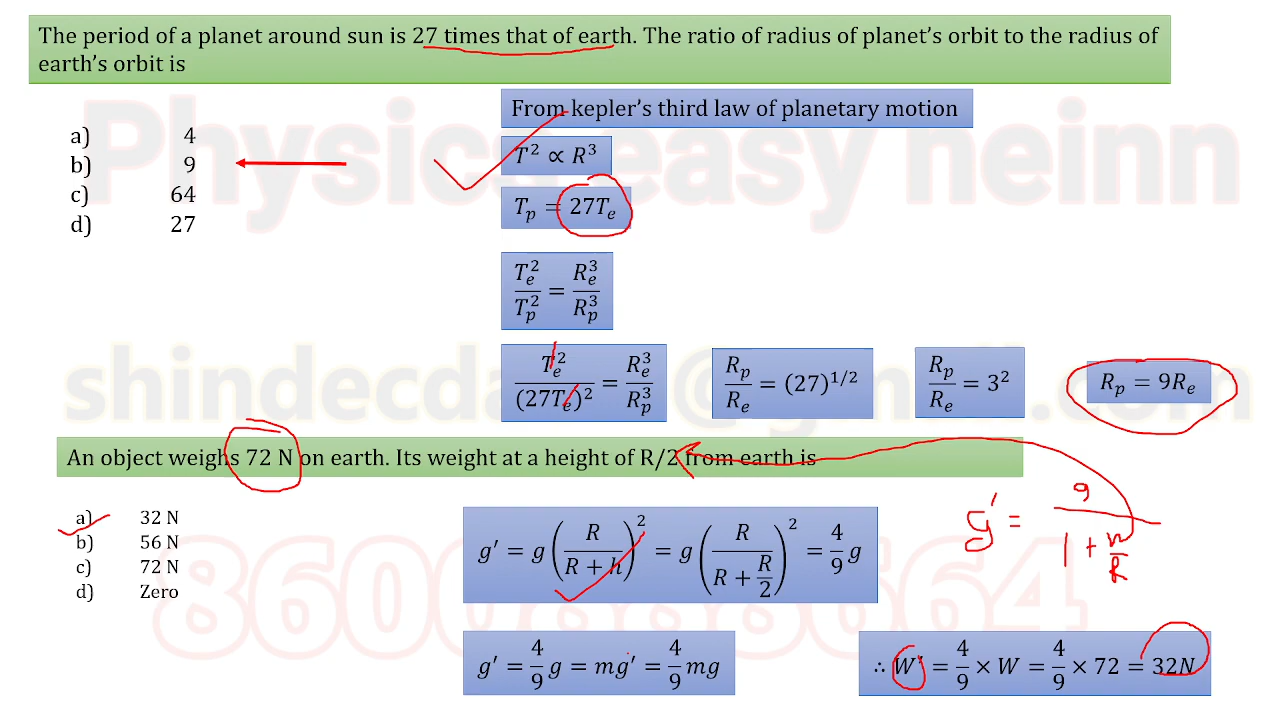 The period of a planet around sun is 27 times that of earth. The ratio of radius of planet's orbit to the radius of
earth's orbit is
a) 4
b) 9
c) 64
d) 27
From kepler's third law of planetary motion
T² ∝ R³
Tₚ = 27Tₑ
Tₑ²/Tₚ² = Rₑ³/Rₚ³
Tₑ²/(27Tₑ)² = Rₑ³/Rₚ³
Rₚ/Rₑ = (27)^1/2
Rₚ/Rₑ = 3²
Rₚ = 9Rₑ
An object weighs 72 N on earth. Its weight at a height of R/2 from earth is
a) 32 N
b) 56 N
c) 72 N
d) Zero
g′ = g (R/(R + h))² = g (R/(R + R/2))² = 4/9 g
g′ = g/(1 + h/R)
g′ = 4/9 g = mg′ = 4/9 mg
∴ W′ = 4/9 × W = 4/9 × 72 = 32N
Physics easy neinn